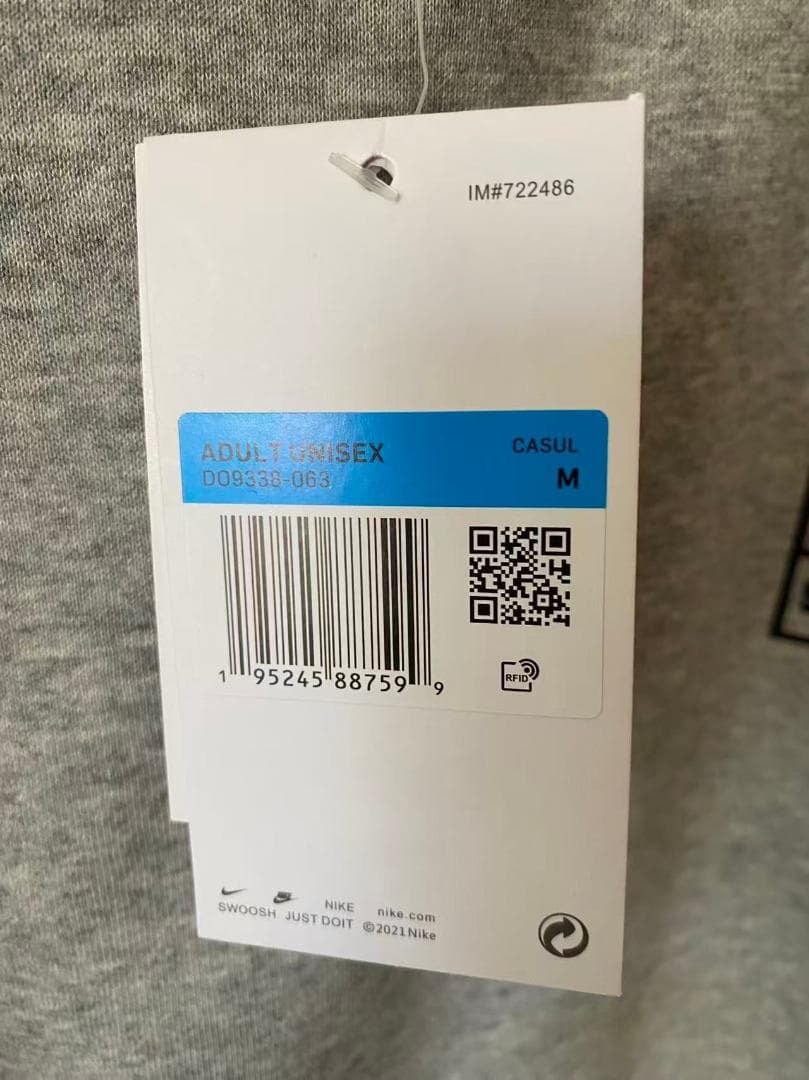 IM#722486
ADULT UNISEX
CASUL
DO9338-063
M
1 95245 88759 9
RFID
NIKE nike.com
SWOOSH JUST DOIT ©2021 Nike